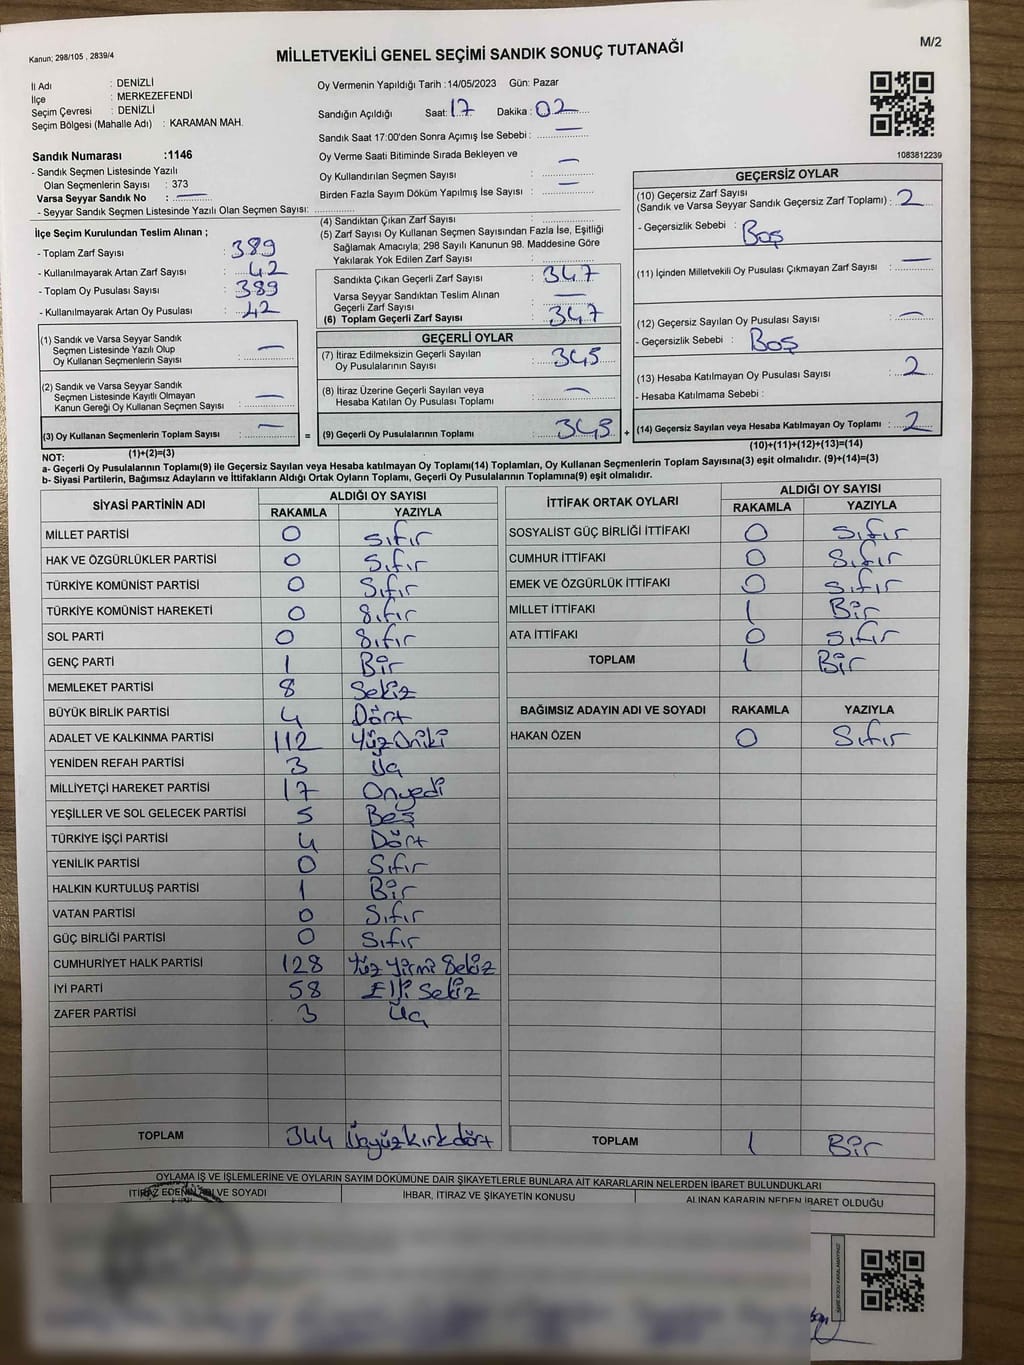 Kanun; 298/105 , 2839/4
MİLLETVEKİLİ GENEL SEÇİMİ SANDIK SONUÇ TUTANAĞI
M/2
İl Adı : DENİZLİ
İlçe : MERKEZEFENDİ
Seçim Çevresi : DENİZLİ
Seçim Bölgesi (Mahalle Adı) : KARAMAN MAH.
Oy Vermenin Yapıldığı Tarih :14/05/2023 Gün: Pazar
Sandığın Açıldığı Saat: 17 Dakika : 02
Sandık Saat 17:00'den Sonra Açımış İse Sebebi : —
Oy Verme Saati Bitiminde Sırada Bekleyen ve
Oy Kullandırılan Seçmen Sayısı : —
Birden Fazla Sayım Döküm Yapılmış İse Sayısı : —
1083812239
Sandık Numarası :1146
- Sandık Seçmen Listesinde Yazılı
Olan Seçmenlerin Sayısı : 373
Varsa Seyyar Sandık No : —
- Seyyar Sandık Seçmen Listesinde Yazılı Olan Seçmen Sayısı:
İlçe Seçim Kurulundan Teslim Alınan ;
- Toplam Zarf Sayısı : 389
- Kullanılmayarak Artan Zarf Sayısı : 42
- Toplam Oy Pusulası Sayısı : 389
- Kullanılmayarak Artan Oy Pusulası : 42
(1) Sandık ve Varsa Seyyar Sandık
Seçmen Listesinde Yazılı Olup
Oy Kullanan Seçmenlerin Sayısı : —
(2) Sandık ve Varsa Seyyar Sandık
Seçmen Listesinde Kayıtlı Olmayan
Kanun Gereği Oy Kullanan Seçmen Sayısı : —
(3) Oy Kullanan Seçmenlerin Toplam Sayısı : —
(1)+(2)=(3)
(4) Sandıktan Çıkan Zarf Sayısı :
(5) Zarf Sayısı Oy Kullanan Seçmen Sayısından Fazla İse, Eşitliği
Sağlamak Amacıyla; 298 Sayılı Kanunun 98. Maddesine Göre
Yakılarak Yok Edilen Zarf Sayısı :
Sandıkta Çıkan Geçerli Zarf Sayısı : 347
Varsa Seyyar Sandıktan Teslim Alınan
Geçerli Zarf Sayısı : —
(6) Toplam Geçerli Zarf Sayısı : 347
GEÇERLİ OYLAR
(7) İtiraz Edilmeksizin Geçerli Sayılan
Oy Pusulalarının Sayısı : 345
(8) İtiraz Üzerine Geçerli Sayılan veya
Hesaba Katılan Oy Pusulası Toplamı : —
= (9) Geçerli Oy Pusulalarının Toplamı : 345 +
GEÇERSİZ OYLAR
(10) Geçersiz Zarf Sayısı
(Sandık ve Varsa Seyyar Sandık Geçersiz Zarf Toplamı) : 2
- Geçersizlik Sebebi : Boş
(11) İçinden Milletvekili Oy Pusulası Çıkmayan Zarf Sayısı : —
(12) Geçersiz Sayılan Oy Pusulası Sayısı : —
- Geçersizlik Sebebi : Boş
(13) Hesaba Katılmayan Oy Pusulası Sayısı : 2
- Hesaba Katılmama Sebebi :
(14) Geçersiz Sayılan veya Hesaba Katılmayan Oy Toplamı : 2
(10)+(11)+(12)+(13)=(14)
NOT:
a- Geçerli Oy Pusulalarının Toplamı(9) ile Geçersiz Sayılan veya Hesaba katılmayan Oy Toplamı(14) Toplamları, Oy Kullanan Seçmenlerin Toplam Sayısına(3) eşit olmalıdır. (9)+(14)=(3)
b- Siyasi Partilerin, Bağımsız Adayların ve İttifakların Aldığı Ortak Oyların Toplamı, Geçerli Oy Pusulalarının Toplamına(9) eşit olmalıdır.
SİYASİ PARTİNİN ADI ALDIĞI OY SAYISI
RAKAMLA YAZIYLA
MİLLET PARTİSİ 0 Sıfır
HAK VE ÖZGÜRLÜKLER PARTİSİ 0 Sıfır
TÜRKİYE KOMÜNİST PARTİSİ 0 Sıfır
TÜRKİYE KOMÜNİST HAREKETİ 0 Sıfır
SOL PARTİ 0 Sıfır
GENÇ PARTİ 1 Bir
MEMLEKET PARTİSİ 8 Sekiz
BÜYÜK BİRLİK PARTİSİ 4 Dört
ADALET VE KALKINMA PARTİSİ 112 Yüz Oniki
YENİDEN REFAH PARTİSİ 3 Üç
MİLLİYETÇİ HAREKET PARTİSİ 17 Onyedi
YEŞİLLER VE SOL GELECEK PARTİSİ 5 Beş
TÜRKİYE İŞÇİ PARTİSİ 4 Dört
YENİLİK PARTİSİ 0 Sıfır
HALKIN KURTULUŞ PARTİSİ 1 Bir
VATAN PARTİSİ 0 Sıfır
GÜÇ BİRLİĞİ PARTİSİ 0 Sıfır
CUMHURİYET HALK PARTİSİ 128 Yüz Yirmi Sekiz
İYİ PARTİ 58 Elli Sekiz
ZAFER PARTİSİ 3 Üç
TOPLAM 344 Üçyüzkırkdört
İTTİFAK ORTAK OYLARI ALDIĞI OY SAYISI
RAKAMLA YAZIYLA
SOSYALİST GÜÇ BİRLİĞİ İTTİFAKI 0 Sıfır
CUMHUR İTTİFAKI 0 Sıfır
EMEK VE ÖZGÜRLÜK İTTİFAKI 0 Sıfır
MİLLET İTTİFAKI 1 Bir
ATA İTTİFAKI 0 Sıfır
TOPLAM 1 Bir
BAĞIMSIZ ADAYIN ADI VE SOYADI RAKAMLA YAZIYLA
HAKAN ÖZEN 0 Sıfır
TOPLAM 1 Bir
OYLAMA İŞ VE İŞLEMLERİNE VE OYLARIN SAYIM DÖKÜMÜNE DAİR ŞİKAYETLERLE BUNLARA AİT KARARLARIN NELERDEN İBARET BULUNDUKLARI
İTİRAZ EDENİN ADI VE SOYADI İHBAR, İTİRAZ VE ŞİKAYETİN KONUSU ALINAN KARARIN NEDEN İBARET OLDUĞU